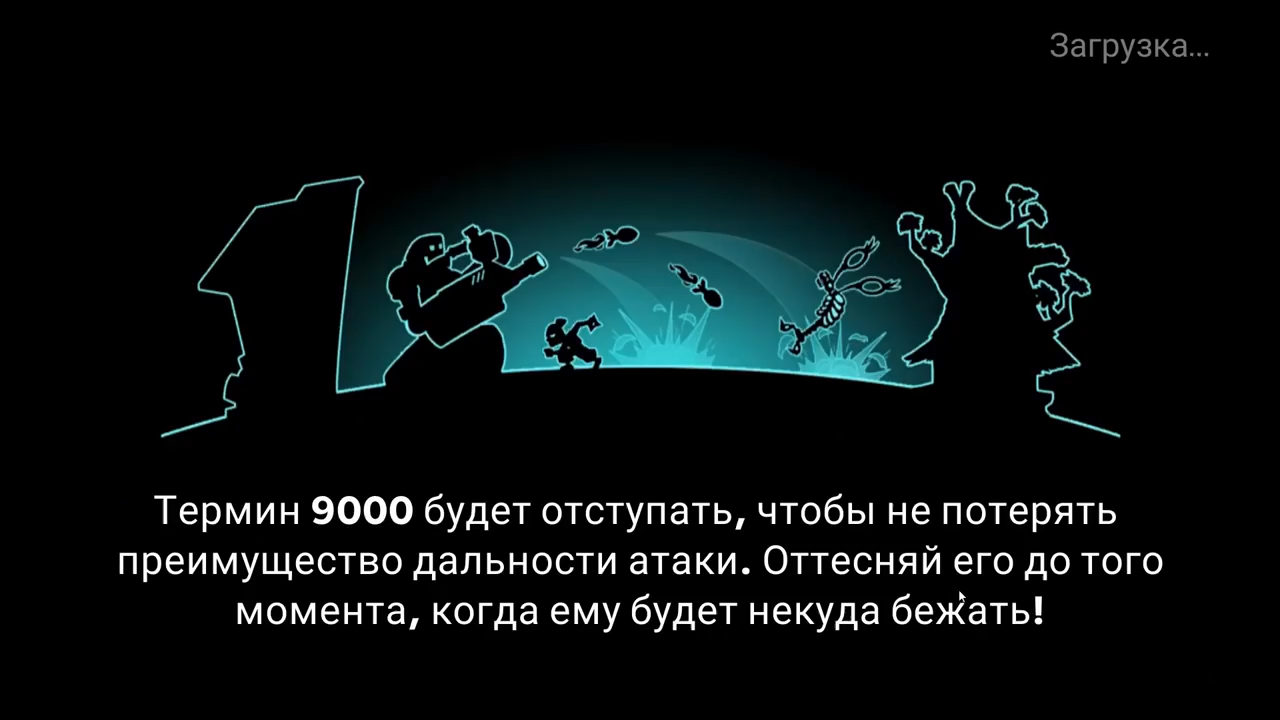 Загрузка...
Термин 9000 будет отступать, чтобы не потерять
преимущество дальности атаки. Оттесняй его до того
момента, когда ему будет некуда бежать!